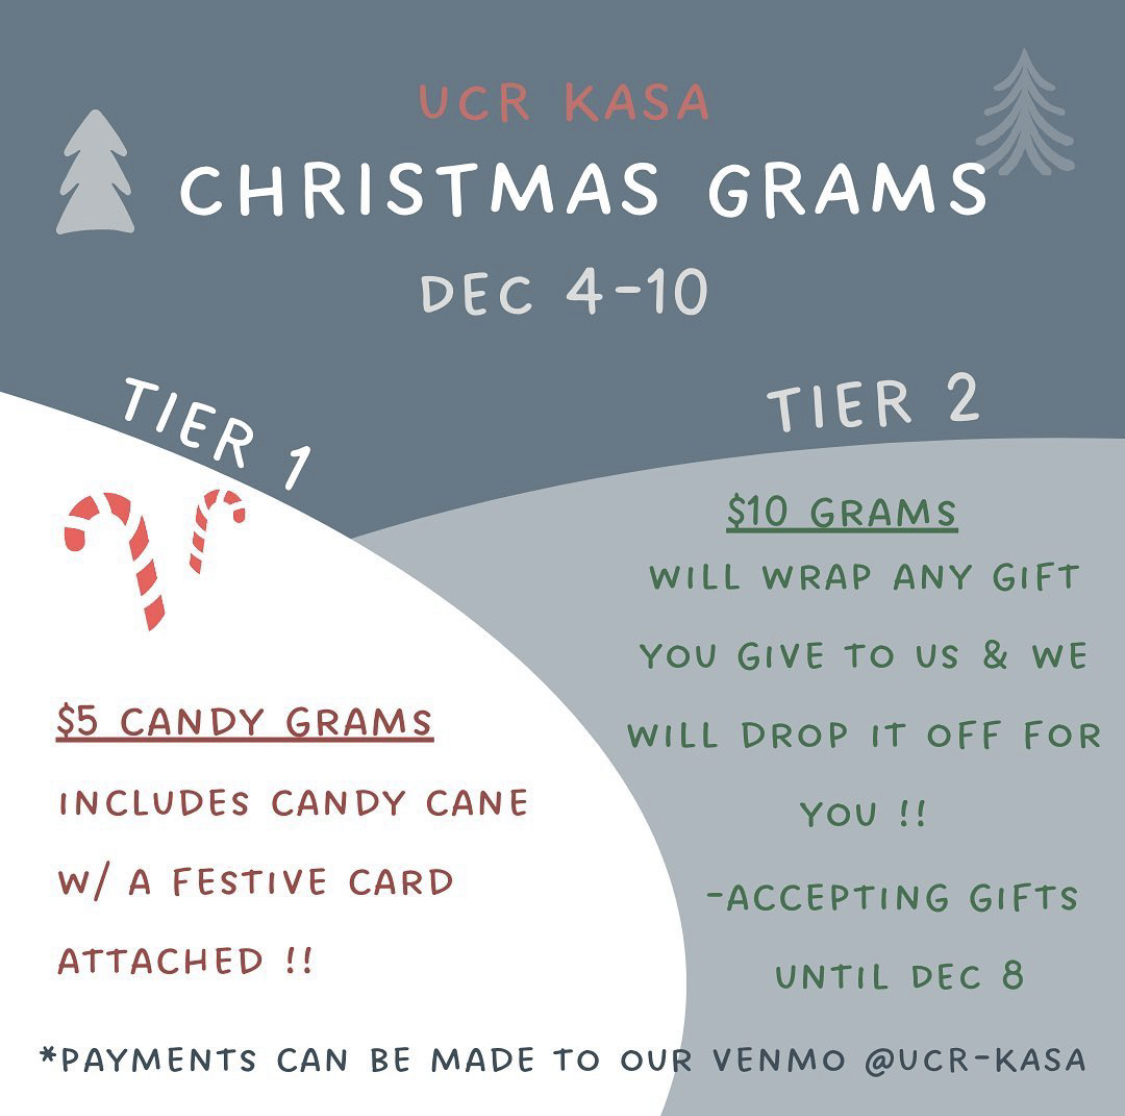 UCR KASA
CHRISTMAS GRAMS
DEC 4-10
TIER 1
$5 CANDY GRAMS
INCLUDES CANDY CANE
W/ A FESTIVE CARD
ATTACHED !!
TIER 2
$10 GRAMS
WILL WRAP ANY GIFT
YOU GIVE TO US & WE
WILL DROP IT OFF FOR
YOU !!
-ACCEPTING GIFTS
UNTIL DEC 8
*PAYMENTS CAN BE MADE TO OUR VENMO @UCR-KASA